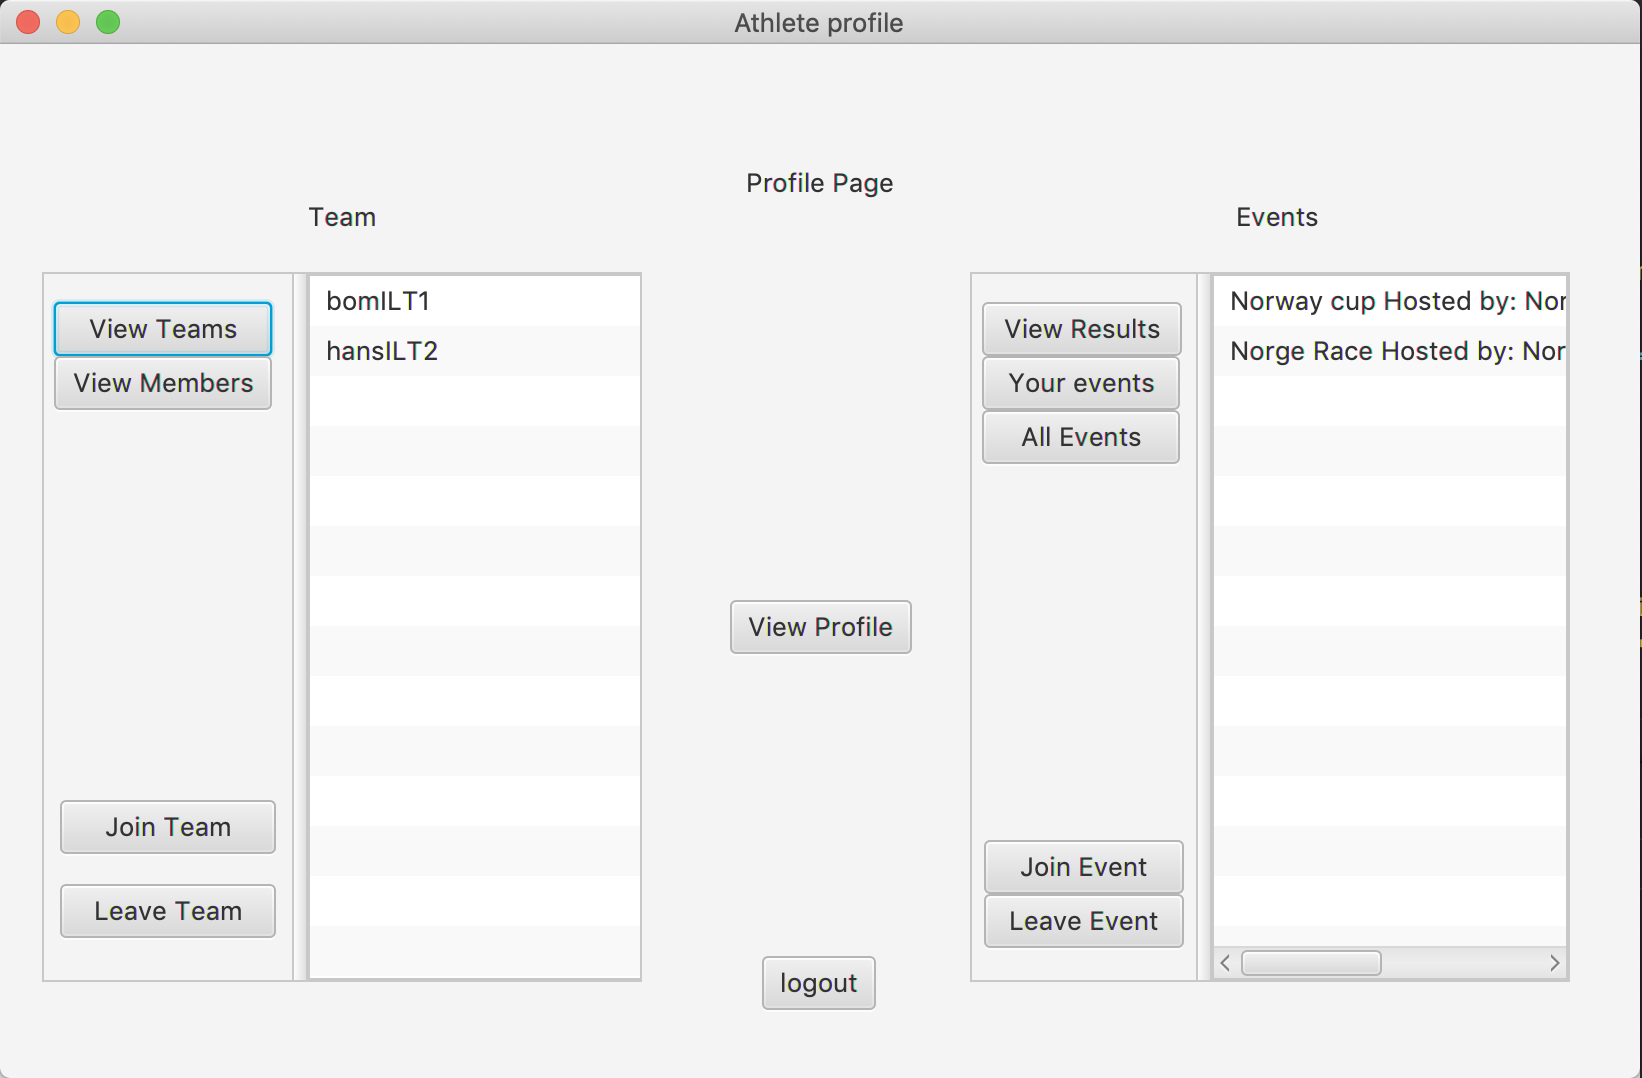 Athlete profile
Profile Page
Team
Events
View Teams
View Members
Join Team
Leave Team
bomILT1
hansILT2
View Profile
logout
View Results
Your events
All Events
Join Event
Leave Event
Norway cup Hosted by: Nor
Norge Race Hosted by: Nor